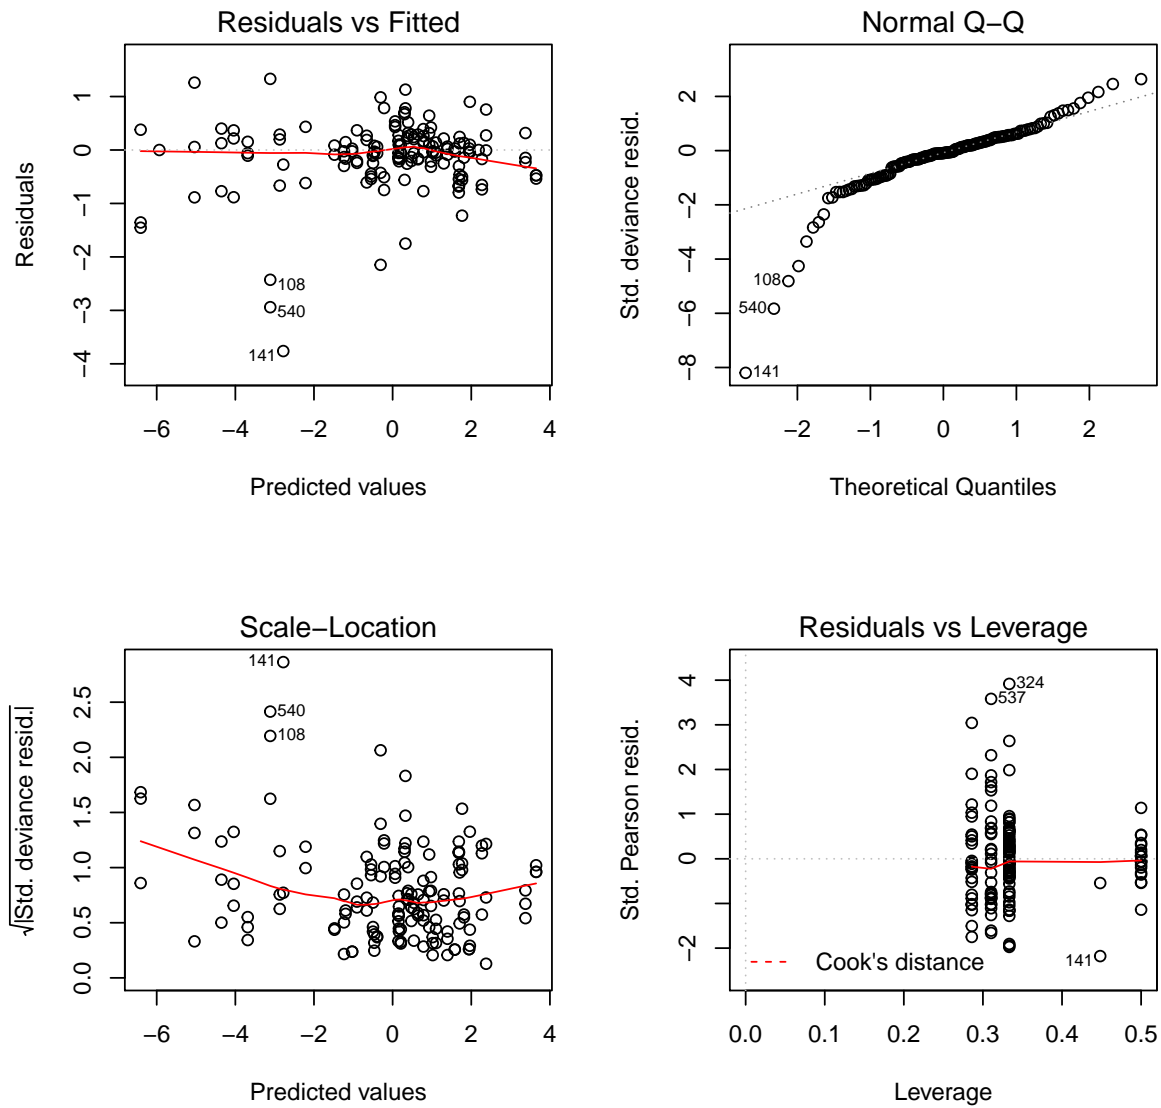 Residuals vs Fitted
Residuals
1
0
−1
−2
−3
−4
108
540
141
−6 −4 −2 0 2 4
Predicted values
Normal Q−Q
Std. deviance resid.
2
0
−2
−4
−6
−8
108
540
141
−2 −1 0 1 2
Theoretical Quantiles
Scale−Location
√|Std. deviance resid.|
2.5
2.0
1.5
1.0
0.5
0.0
141
540
108
−6 −4 −2 0 2 4
Predicted values
Residuals vs Leverage
Std. Pearson resid.
4
3
2
1
0
−2
324
537
141
Cook's distance
0.0 0.1 0.2 0.3 0.4 0.5
Leverage